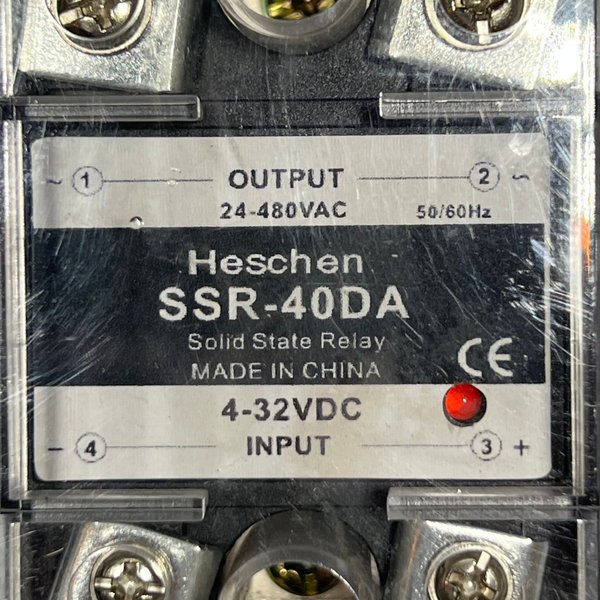 ~ 1 OUTPUT 2 ~
24-480VAC 50/60Hz
Heschen
SSR-40DA
Solid State Relay
CE
MADE IN CHINA
4-32VDC
- 4 INPUT 3 +